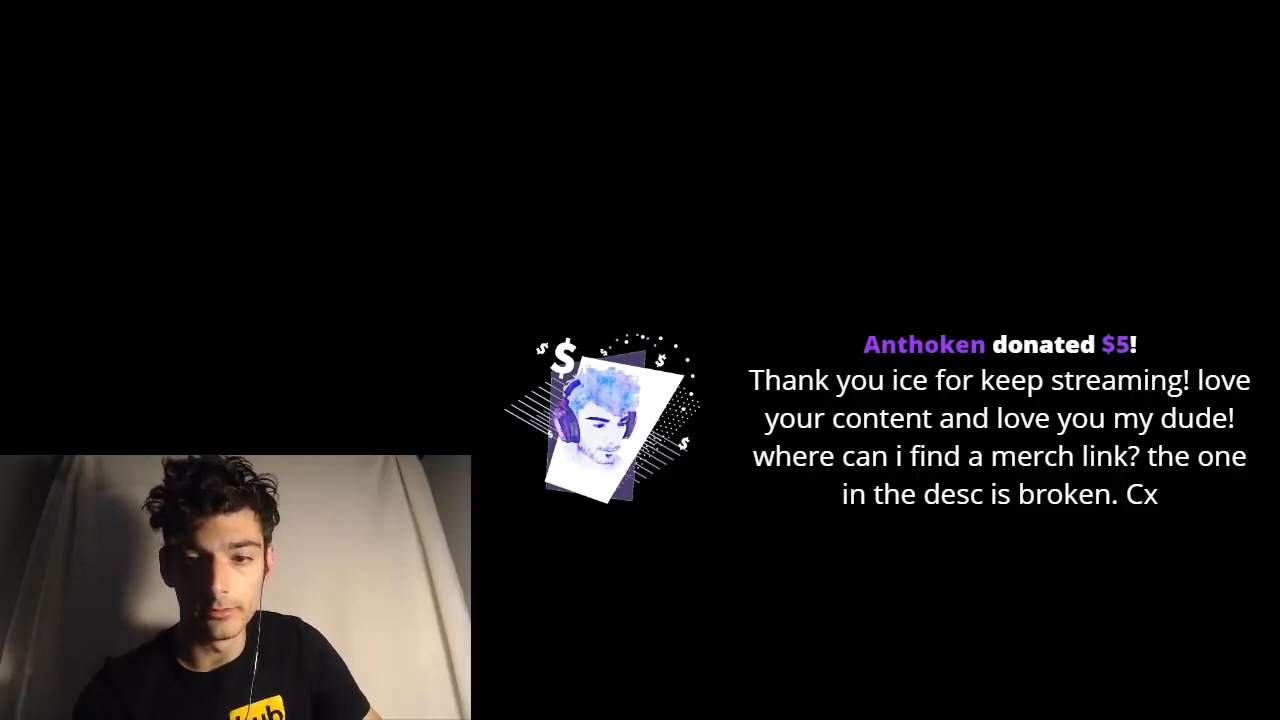 Anthoken donated $5!
Thank you ice for keep streaming! love
your content and love you my dude!
where can i find a merch link? the one
in the desc is broken. Cx
hub